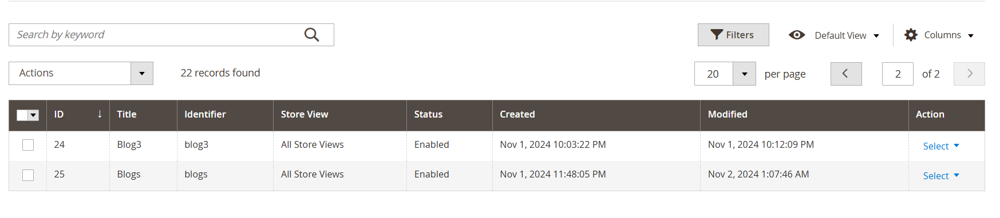 Search by keyword
Filters
Default View
Columns
Actions
22 records found
20
per page
2
of 2
ID ↓ Title Identifier Store View Status Created Modified Action
24 Blog3 blog3 All Store Views Enabled Nov 1, 2024 10:03:22 PM Nov 1, 2024 10:12:09 PM Select
25 Blogs blogs All Store Views Enabled Nov 1, 2024 11:48:05 PM Nov 2, 2024 1:07:46 AM Select